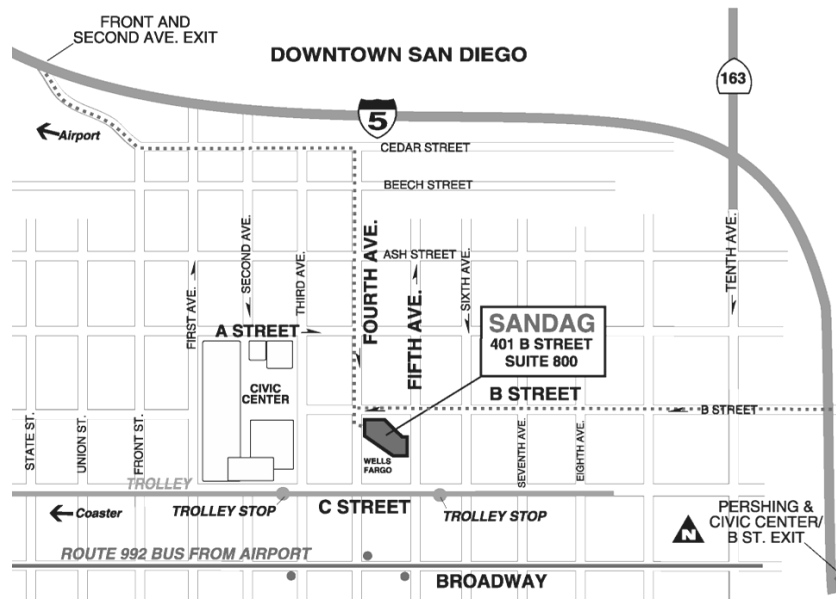 FRONT AND
SECOND AVE. EXIT
DOWNTOWN SAN DIEGO
163
5
Airport
CEDAR STREET
BEECH STREET
ASH STREET
FIRST AVE.
SECOND AVE.
THIRD AVE.
FOURTH AVE.
FIFTH AVE.
SIXTH AVE.
TENTH AVE.
A STREET
SANDAG
401 B STREET
SUITE 800
CIVIC
CENTER
B STREET
B STREET
STATE ST.
UNION ST.
FRONT ST.
SEVENTH AVE.
EIGHTH AVE.
WELLS
FARGO
TROLLEY
Coaster
TROLLEY STOP
C STREET
TROLLEY STOP
N
PERSHING &
CIVIC CENTER/
B ST. EXIT
ROUTE 992 BUS FROM AIRPORT
BROADWAY